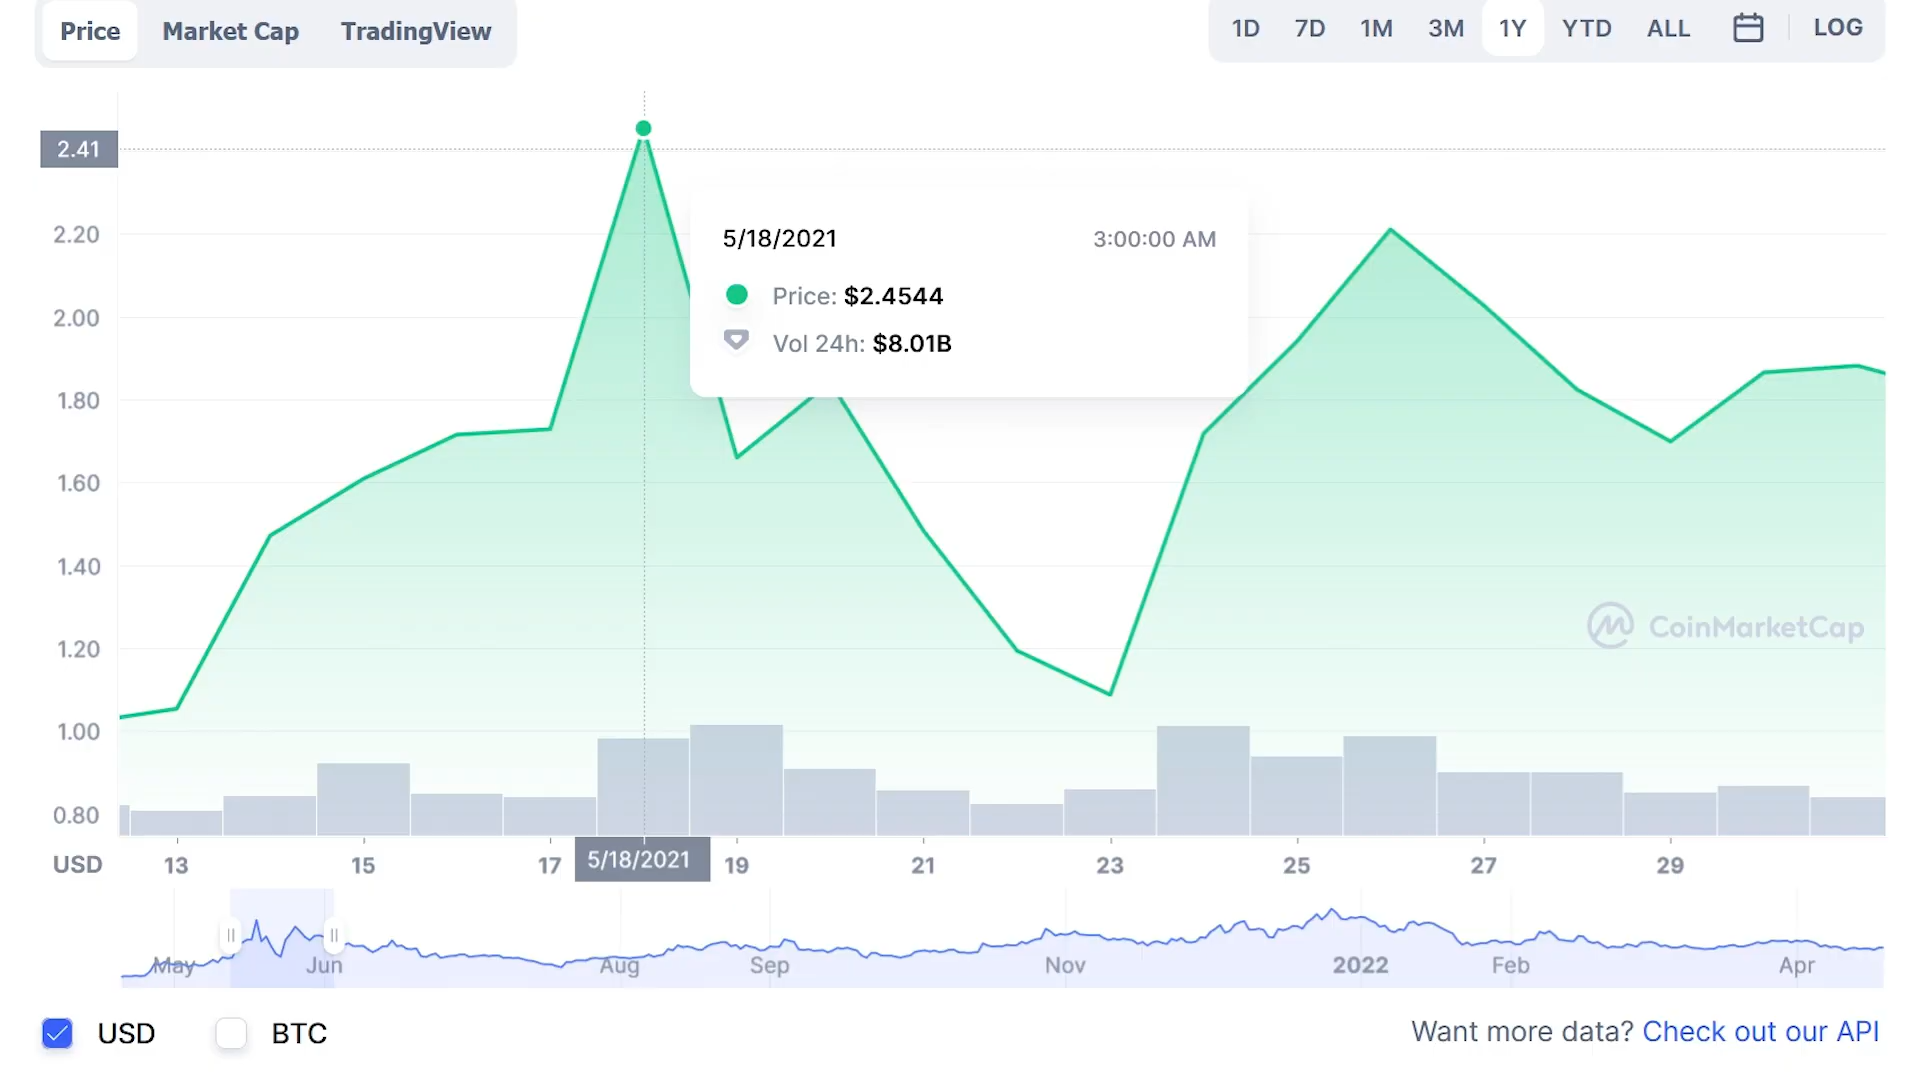 Price Market Cap TradingView 1D 7D 1M 3M 1Y YTD ALL LOG
2.41
2.20
2.00
1.80
1.60
1.40
1.20
1.00
0.80
5/18/2021 3:00:00 AM
Price: $2.4544
Vol 24h: $8.01B
CoinMarketCap
USD 13 15 17 5/18/2021 19 21 23 25 27 29
May Jun Aug Sep Nov 2022 Feb Apr
USD BTC Want more data? Check out our API